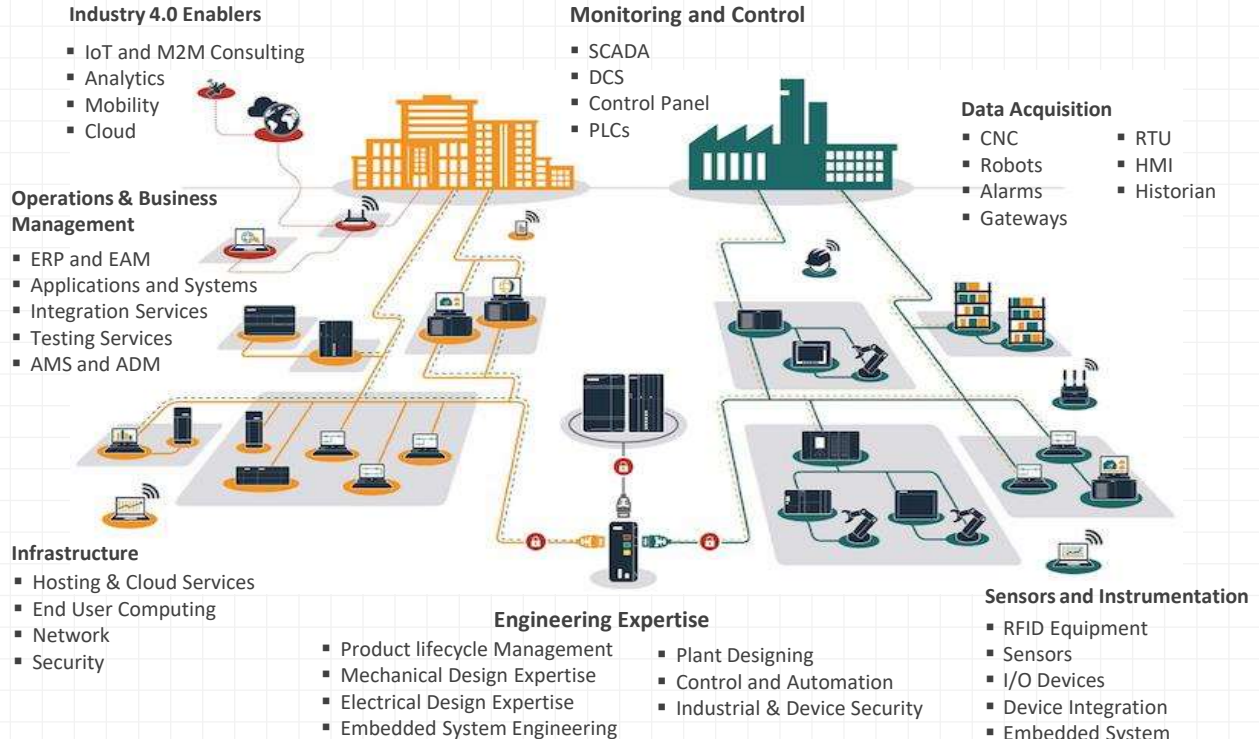 Industry 4.0 Enablers
▪ IoT and M2M Consulting
▪ Analytics
▪ Mobility
▪ Cloud
Monitoring and Control
▪ SCADA
▪ DCS
▪ Control Panel
▪ PLCs
Data Acquisition
▪ CNC
▪ Robots
▪ Alarms
▪ Gateways
▪ RTU
▪ HMI
▪ Historian
Operations & Business
Management
▪ ERP and EAM
▪ Applications and Systems
▪ Integration Services
▪ Testing Services
▪ AMS and ADM
Infrastructure
▪ Hosting & Cloud Services
▪ End User Computing
▪ Network
▪ Security
Engineering Expertise
▪ Product lifecycle Management
▪ Mechanical Design Expertise
▪ Electrical Design Expertise
▪ Embedded System Engineering
▪ Plant Designing
▪ Control and Automation
▪ Industrial & Device Security
Sensors and Instrumentation
▪ RFID Equipment
▪ Sensors
▪ I/O Devices
▪ Device Integration
▪ Embedded System